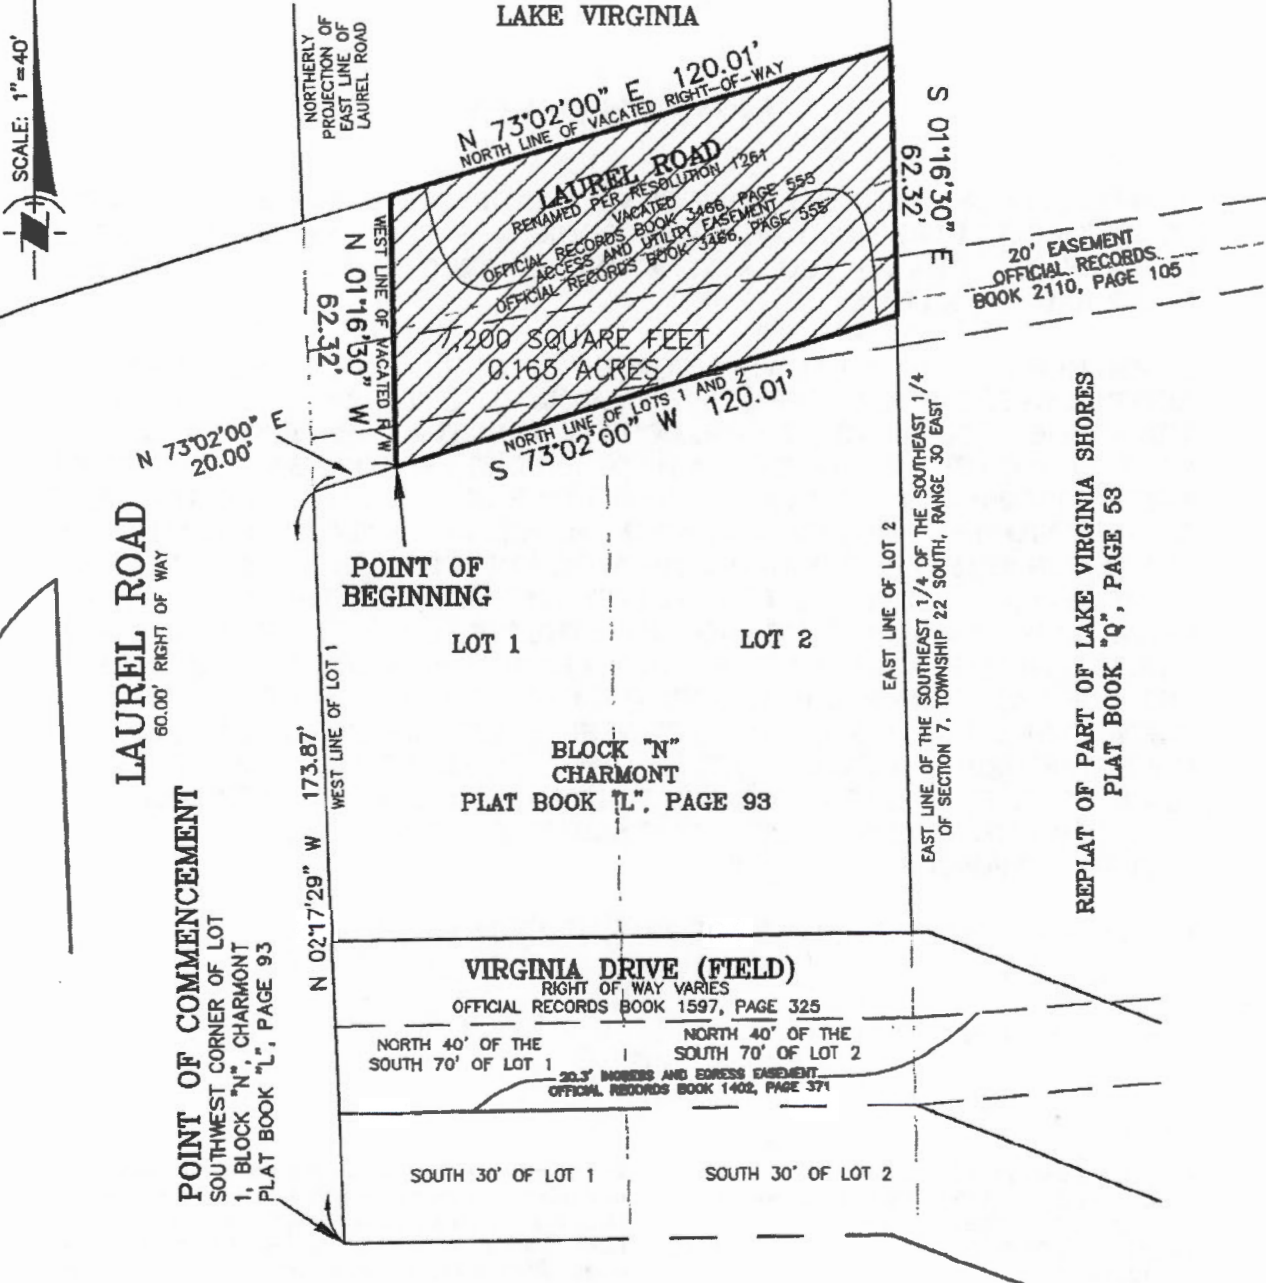 LAKE VIRGINIA
SCALE: 1"=40'
NORTHERLY
PROJECTION OF
EAST LINE OF
LAUREL ROAD
N 73°02'00" E 120.01'
NORTH LINE OF VACATED RIGHT-OF-WAY
LAUREL ROAD
RENAMED PER RESOLUTION 1261
VACATED
OFFICIAL RECORDS BOOK 3466, PAGE 553
ACCESS AND UTILITY EASEMENT
OFFICIAL RECORDS BOOK 3466, PAGE 555
7,200 SQUARE FEET
0.165 ACRES
S 01°16'30" E
62.32'
20' EASEMENT
OFFICIAL RECORDS
BOOK 2110, PAGE 105
WEST LINE OF VACATED R/W
N 01°16'30" W
62.32'
NORTH LINE OF LOTS 1 AND 2
S 73°02'00" W 120.01'
N 73°02'00" E
20.00'
LAUREL ROAD
60.00' RIGHT OF WAY
POINT OF
BEGINNING
LOT 1
LOT 2
EAST LINE OF LOT 2
EAST LINE OF THE SOUTHEAST 1/4 OF THE SOUTHEAST 1/4
OF SECTION 7, TOWNSHIP 22 SOUTH, RANGE 30 EAST
REPLAT OF PART OF LAKE VIRGINIA SHORES
PLAT BOOK "Q", PAGE 53
WEST LINE OF LOT 1
N 02°17'29" W 173.87'
BLOCK "N"
CHARMONT
PLAT BOOK "L", PAGE 93
POINT OF COMMENCEMENT
SOUTHWEST CORNER OF LOT
1, BLOCK "N", CHARMONT
PLAT BOOK "L", PAGE 93
VIRGINIA DRIVE (FIELD)
RIGHT OF WAY VARIES
OFFICIAL RECORDS BOOK 1597, PAGE 325
NORTH 40' OF THE
SOUTH 70' OF LOT 1
NORTH 40' OF THE
SOUTH 70' OF LOT 2
20.3' INGRESS AND EGRESS EASEMENT
OFFICIAL RECORDS BOOK 1402, PAGE 371
SOUTH 30' OF LOT 1
SOUTH 30' OF LOT 2